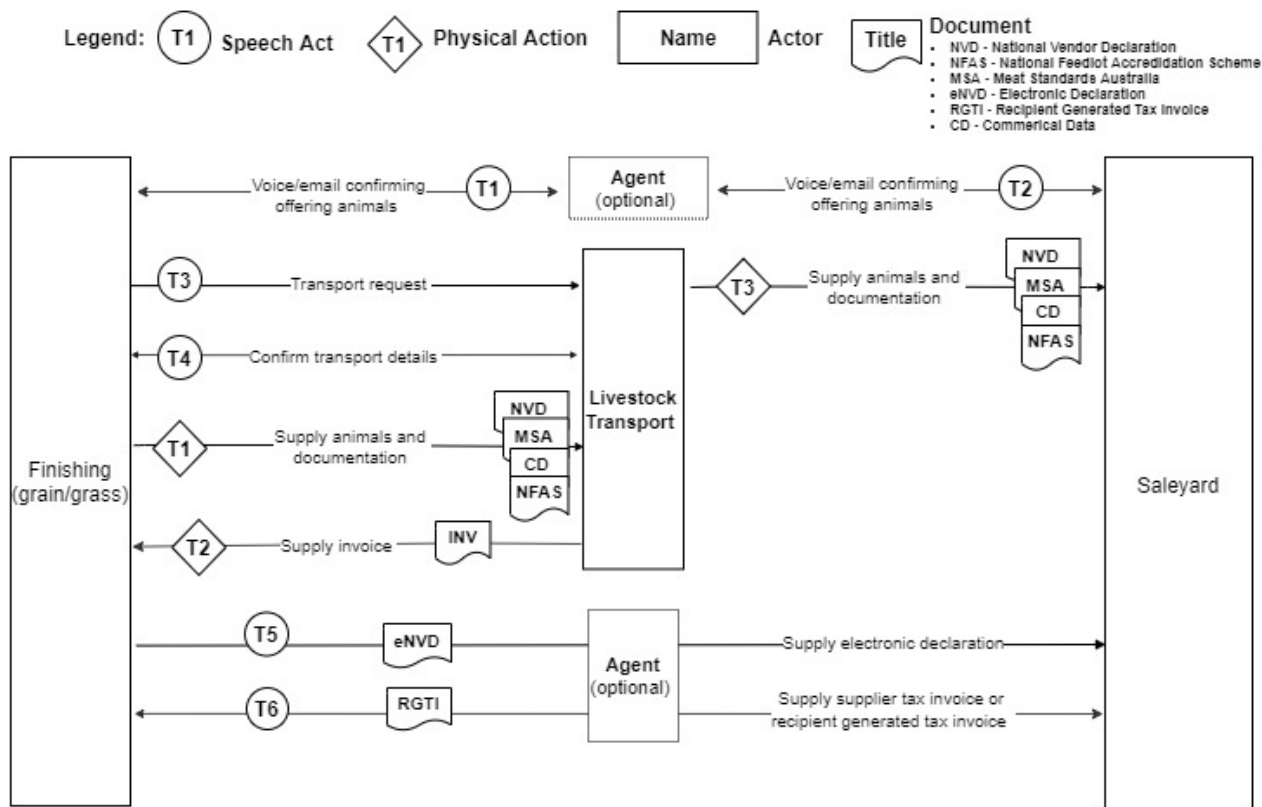 Legend:
T1
Speech Act
T1
Physical Action
Name
Actor
Title
Document
• NVD - National Vendor Declaration
• NFAS - National Feedlot Accredidation Scheme
• MSA - Meat Standards Australia
• eNVD - Electronic Declaration
• RGTI - Recipient Generated Tax Invoice
• CD - Commerical Data
Finishing
(grain/grass)
Voice/email confirming
offering animals
T1
Agent
(optional)
Voice/email confirming
offering animals
T2
Saleyard
T3
Transport request
T4
Confirm transport details
T1
Supply animals and
documentation
NVD
MSA
CD
NFAS
T2
Supply invoice
INV
Livestock
Transport
T3
Supply animals and
documentation
NVD
MSA
CD
NFAS
T5
eNVD
Agent
(optional)
Supply electronic declaration
T6
RGTI
Supply supplier tax invoice or
recipient generated tax invoice